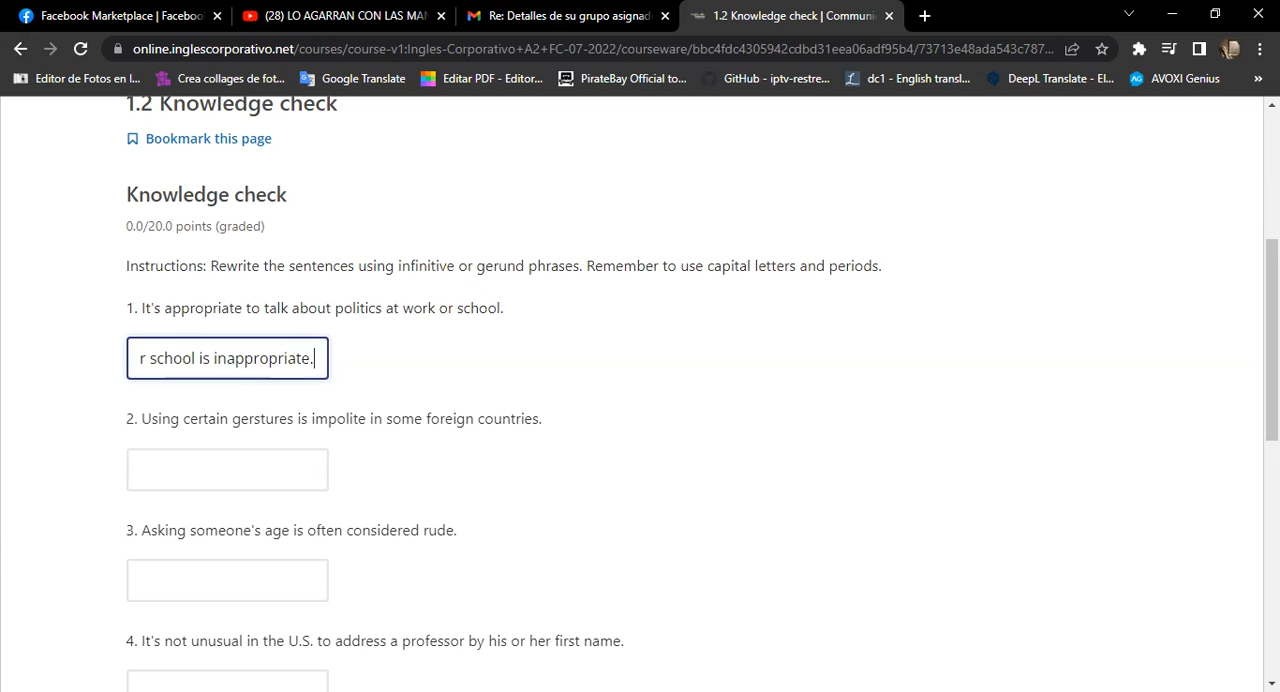 Facebook Marketplace | Faceboo
(28) LO AGARRAN CON LAS MAN
Re: Detalles de su grupo asignad
1.2 Knowledge check | Communi
online.inglescorporativo.net/courses/course-v1:Ingles-Corporativo+A2+FC-07-2022/courseware/bbc4fdc4305942cdbd31eea06adf95b4/73713e48ada543c787...
Editor de Fotos en l...
Crea collages de fot...
Google Translate
Editar PDF - Editor...
PirateBay Official to...
GitHub - iptv-restre...
dc1 - English transl...
DeepL Translate - El...
AVOXI Genius
»
1.2 Knowledge check
Bookmark this page
Knowledge check
0.0/20.0 points (graded)
Instructions: Rewrite the sentences using infinitive or gerund phrases. Remember to use capital letters and periods.
1. It's appropriate to talk about politics at work or school.
r school is inappropriate.
2. Using certain gerstures is impolite in some foreign countries.
3. Asking someone's age is often considered rude.
4. It's not unusual in the U.S. to address a professor by his or her first name.